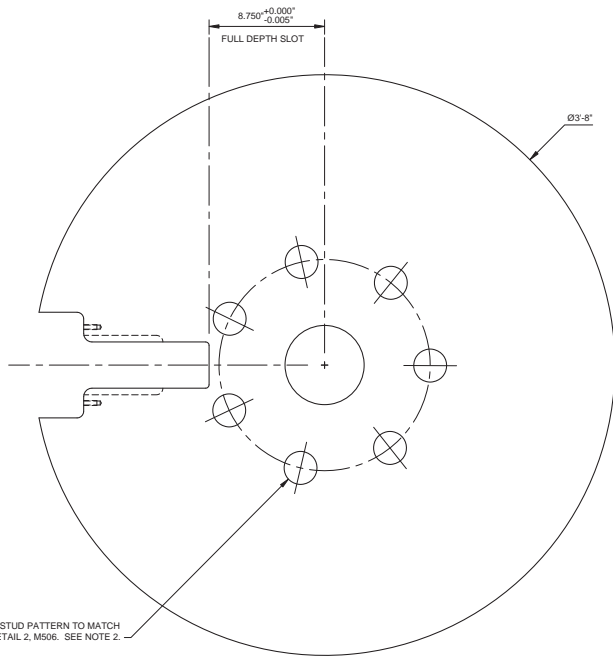 8.750" +0.000"
-0.005"
FULL DEPTH SLOT
Ø3'-8"
STUD PATTERN TO MATCH
ETAIL 2, M506. SEE NOTE 2.